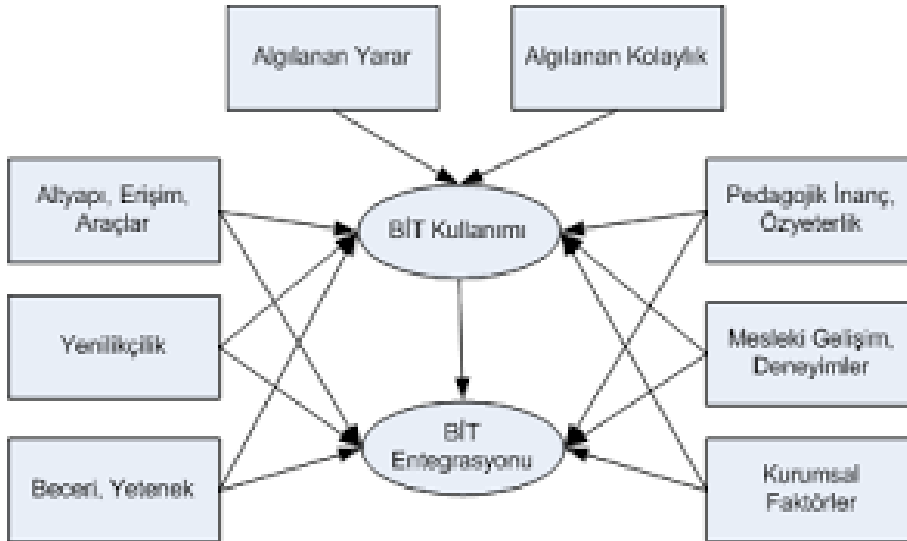 Algılanan Yarar
Algılanan Kolaylık
Altyapı, Erişim,
Araçlar
BİT Kullanımı
Pedagojik İnanç,
Özyeterlik
Yenilikçilik
Mesleki Gelişim,
Deneyimler
BİT
Entegrasyonu
Beceri, Yetenek
Kurumsal
Faktörler